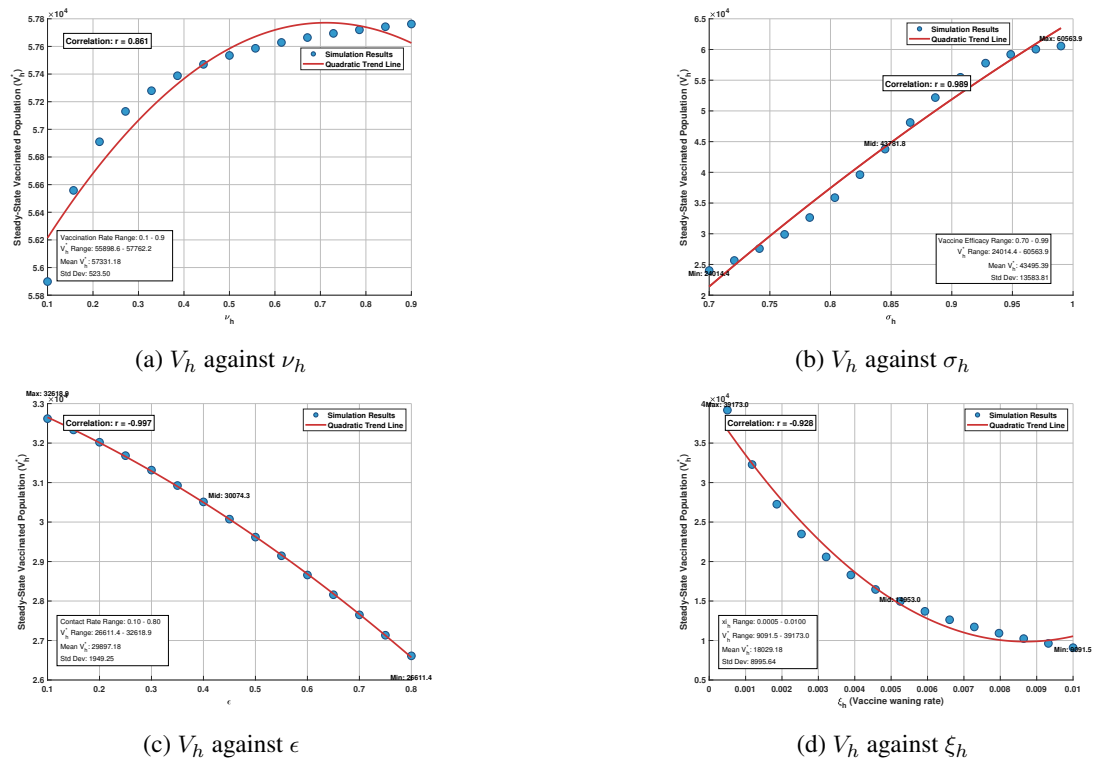 ×10⁴
5.78
5.76
5.74
5.72
5.7
5.68
5.66
5.64
5.62
5.6
5.58
Steady-State Vaccinated Population (V*h)
Correlation: r = 0.861
Simulation Results
Quadratic Trend Line
Vaccination Rate Range: 0.1 - 0.9
V*h Range: 55898.6 - 57762.2
Mean V*h: 57331.18
Std Dev: 523.50
0.1 0.2 0.3 0.4 0.5 0.6 0.7 0.8 0.9
νh
(a) Vh against νh
×10⁴
6.5
6
5.5
5
4.5
4
3.5
3
2.5
2
Steady-State Vaccinated Population (V*h)
Simulation Results
Quadratic Trend Line
Max: 60563.9
Correlation: r = 0.989
Mid: 43781.8
Min: 24014.4
Vaccine Efficacy Range: 0.70 - 0.99
V*h Range: 24014.4 - 60563.9
Mean V*h: 43495.39
Std Dev: 13583.81
0.7 0.75 0.8 0.85 0.9 0.95 1
σh
(b) Vh against σh
Max: 32618.9
×10⁴
3.3
3.2
3.1
3
2.9
2.8
2.7
2.6
2.5
Steady-State Vaccinated Population (V*h)
Correlation: r = -0.997
Simulation Results
Quadratic Trend Line
Mid: 30074.3
Contact Rate Range: 0.10 - 0.80
V*h Range: 26611.4 - 32618.9
Mean V*h: 29897.18
Std Dev: 1949.25
Min: 26611.4
0.1 0.2 0.3 0.4 0.5 0.6 0.7 0.8
ϵ
(c) Vh against ϵ
×10⁴
4
3.5
3
2.5
2
1.5
1
0.5
Steady-State Vaccinated Population (V*h)
Max: 39173.0
Correlation: r = -0.928
Simulation Results
Quadratic Trend Line
Mid: 14953.0
xih Range: 0.0005 - 0.0100
V*h Range: 9091.5 - 39173.0
Mean V*h: 18029.18
Std Dev: 8995.64
Min: 9091.5
0 0.001 0.002 0.003 0.004 0.005 0.006 0.007 0.008 0.009 0.01
ξh (Vaccine waning rate)
(d) Vh against ξh